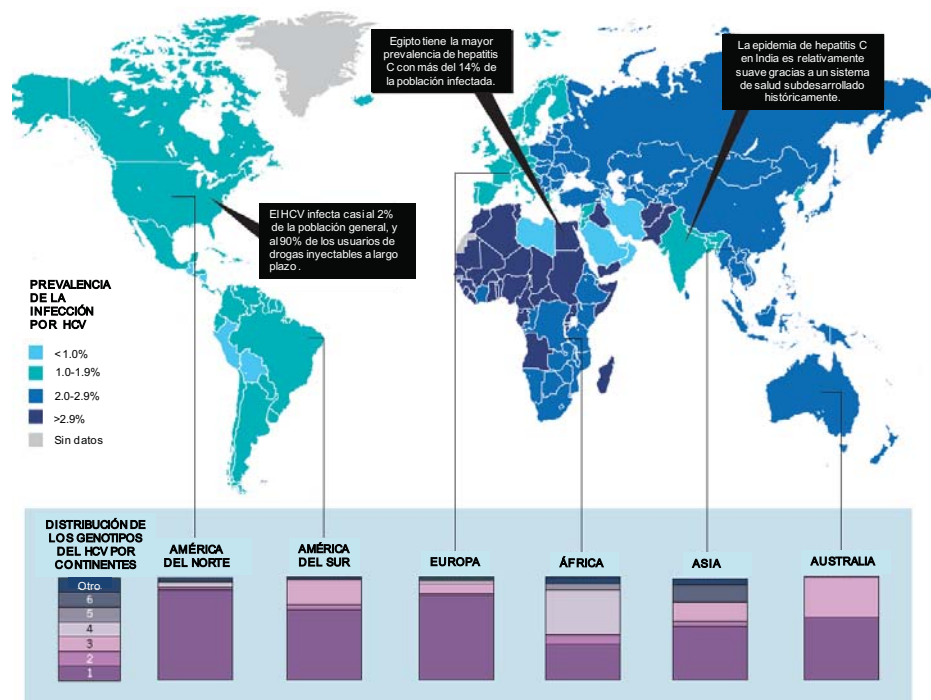 Egipto tiene la mayor
prevalencia de hepatitis
C con más del 14% de
la población infectada.
La epidemia de hepatitis C
en India es relativamente
suave gracias a un sistema
de salud subdesarrollado
históricamente.
El HCV infecta casi al 2%
de la población general, y
al 90% de los usuarios de
drogas inyectables a largo
plazo.
PREVALENCIA
DE LA
INFECCIÓN
POR HCV
<1.0%
1.0-1.9%
2.0-2.9%
>2.9%
Sin datos
DISTRIBUCIÓN DE
LOS GENOTIPOS
DEL HCV POR
CONTINENTES
Otro
6
5
4
3
2
1
AMÉRICA
DEL NORTE
AMÉRICA
DEL SUR
EUROPA
ÁFRICA
ASIA
AUSTRALIA